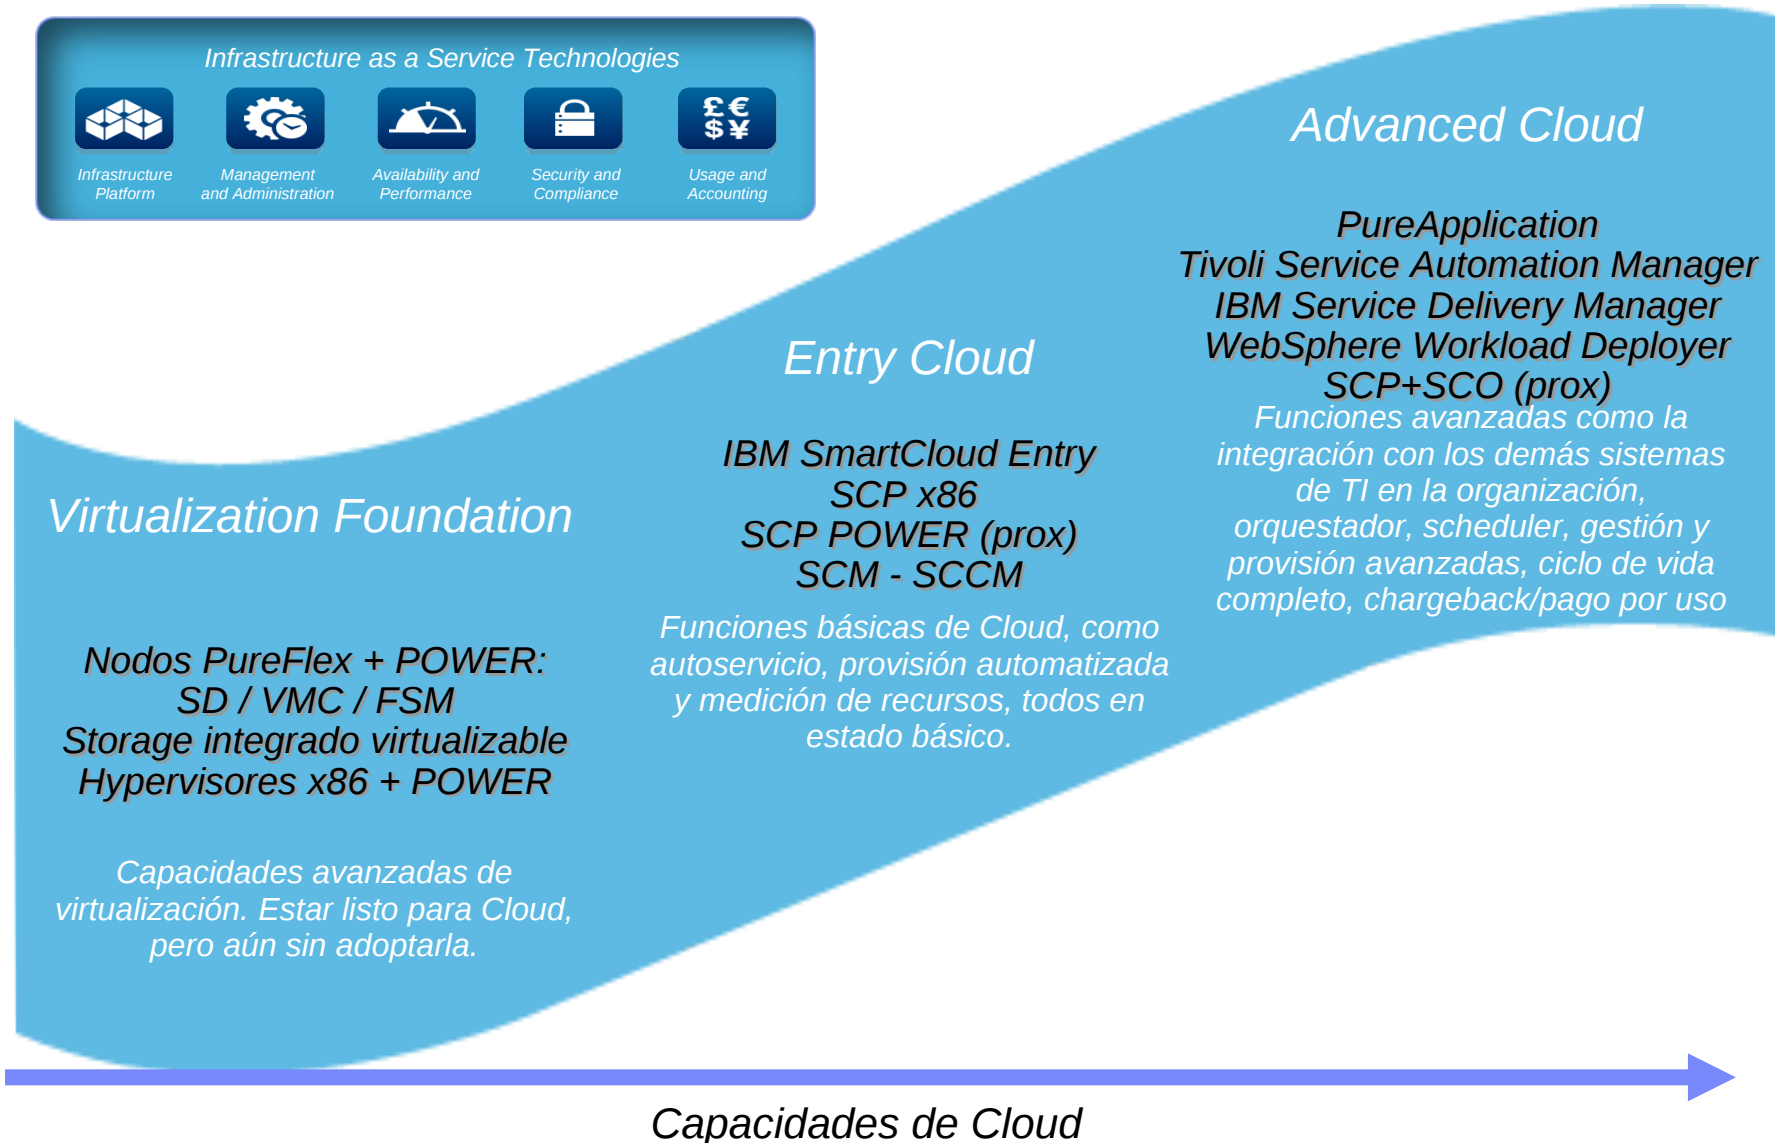 Infrastructure as a Service Technologies
£ €
$ ¥
Infrastructure
Platform
Management
and Administration
Availability and
Performance
Security and
Compliance
Usage and
Accounting
Advanced Cloud
PureApplication
Tivoli Service Automation Manager
IBM Service Delivery Manager
WebSphere Workload Deployer
SCP+SCO (prox)
Funciones avanzadas como la
integración con los demás sistemas
de TI en la organización,
orquestador, scheduler, gestión y
provisión avanzadas, ciclo de vida
completo, chargeback/pago por uso
Entry Cloud
IBM SmartCloud Entry
SCP x86
SCP POWER (prox)
SCM - SCCM
Funciones básicas de Cloud, como
autoservicio, provisión automatizada
y medición de recursos, todos en
estado básico.
Virtualization Foundation
Nodos PureFlex + POWER:
SD / VMC / FSM
Storage integrado virtualizable
Hypervisores x86 + POWER
Capacidades avanzadas de
virtualización. Estar listo para Cloud,
pero aún sin adoptarla.
Capacidades de Cloud